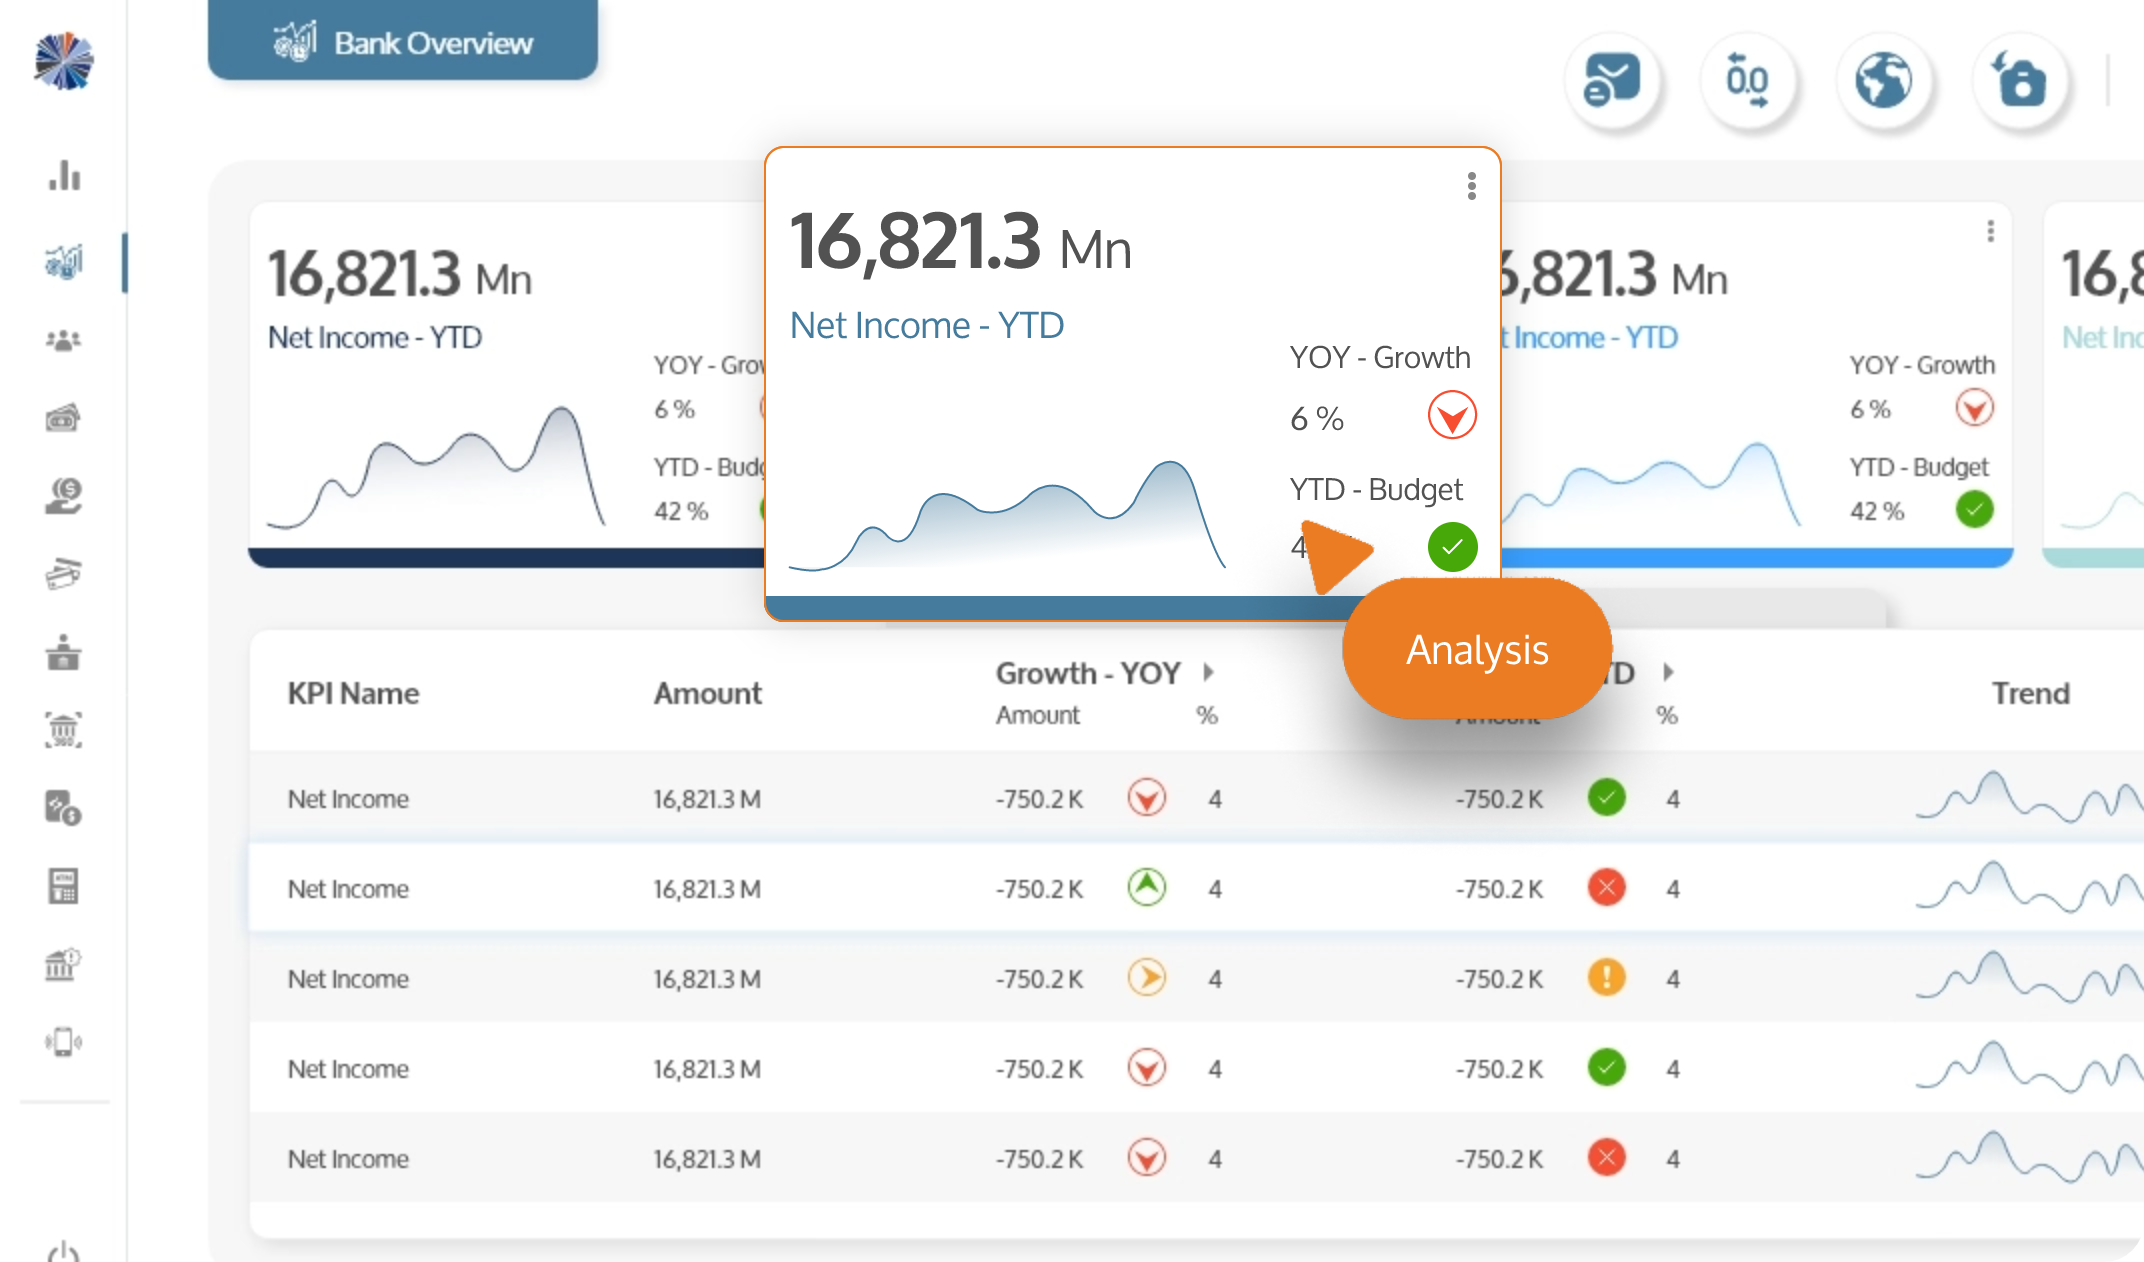 Bank Overview
0.0
16,821.3 Mn
Net Income - YTD
YOY - Grow
6 %
YTD - Budg
42 %
16,821.3 Mn
Net Income - YTD
YOY - Growth
6 %
YTD - Budget
4
Analysis
6,821.3 Mn
t Income - YTD
YOY - Growth
6 %
YTD - Budget
42 %
16,8
Net Inc
KPI Name
Amount
Growth - YOY
Amount %
TD
Amount %
Trend
Net Income 16,821.3 M -750.2 K 4 -750.2 K 4
Net Income 16,821.3 M -750.2 K 4 -750.2 K 4
Net Income 16,821.3 M -750.2 K 4 -750.2 K 4
Net Income 16,821.3 M -750.2 K 4 -750.2 K 4
Net Income 16,821.3 M -750.2 K 4 -750.2 K 4